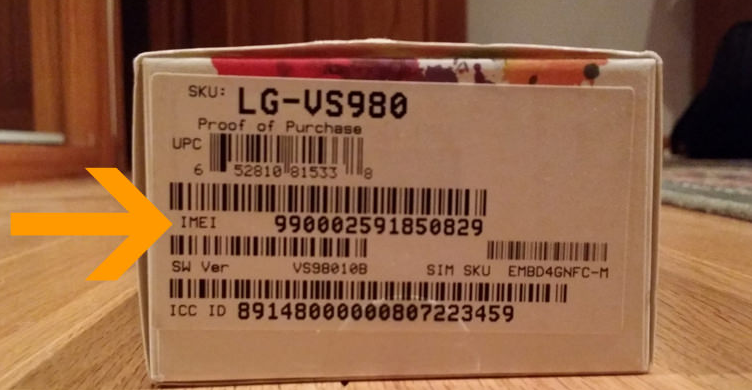 SKU: LG-VS980
Proof of Purchase
UPC
6 52810 81533 8
IMEI 990002591850829
SW Ver VS98010B SIM SKU EMBD4GNFC-M
ICC ID 89148000000807223459